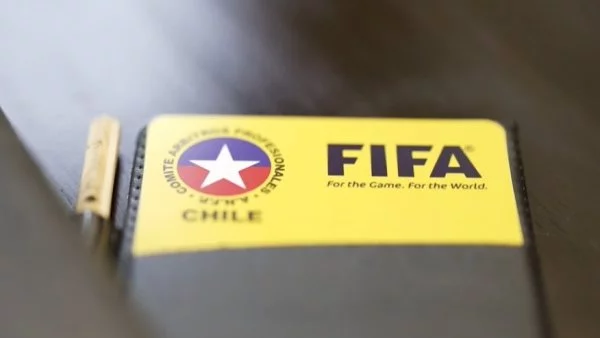 COMITE ARBITROS PROFESIONALES
A.N.F.P.
CHILE
FIFA®
For the Game. For the World.